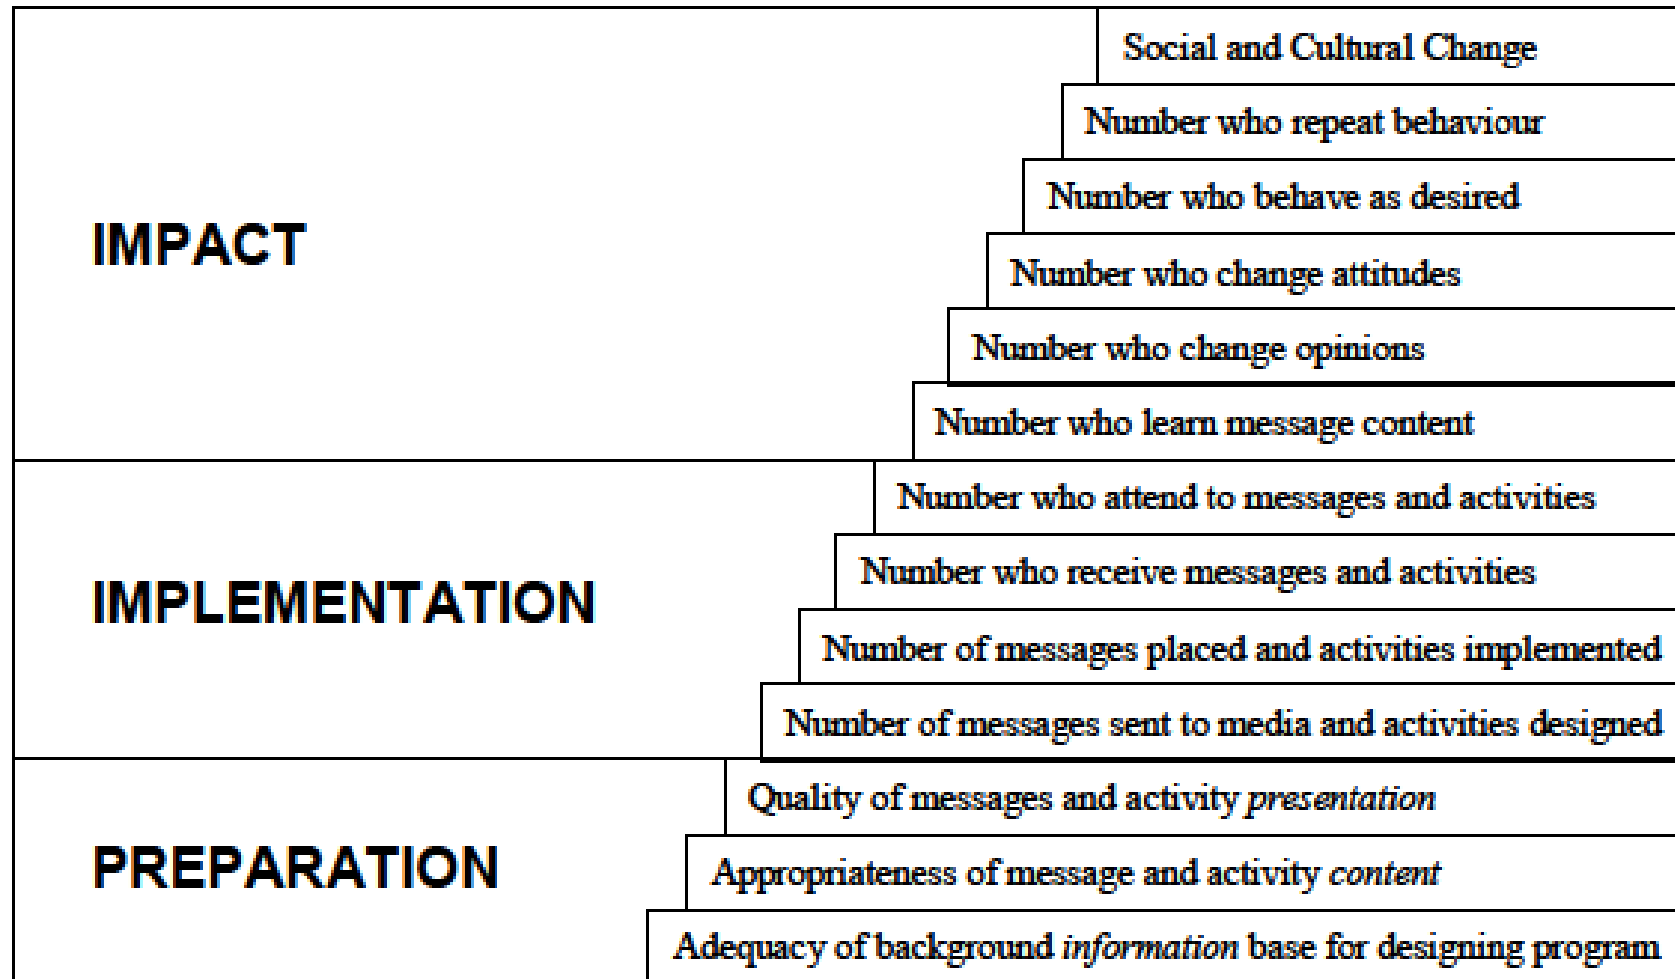 Social and Cultural Change
Number who repeat behaviour
Number who behave as desired
IMPACT
Number who change attitudes
Number who change opinions
Number who learn message content
Number who attend to messages and activities
Number who receive messages and activities
IMPLEMENTATION
Number of messages placed and activities implemented
Number of messages sent to media and activities designed
Quality of messages and activity presentation
PREPARATION
Appropriateness of message and activity content
Adequacy of background information base for designing program